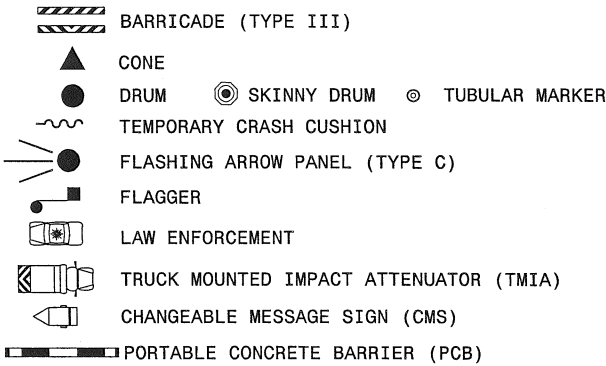 BARRICADE (TYPE III)
CONE
DRUM SKINNY DRUM TUBULAR MARKER
TEMPORARY CRASH CUSHION
FLASHING ARROW PANEL (TYPE C)
FLAGGER
LAW ENFORCEMENT
TRUCK MOUNTED IMPACT ATTENUATOR (TMIA)
CHANGEABLE MESSAGE SIGN (CMS)
PORTABLE CONCRETE BARRIER (PCB)